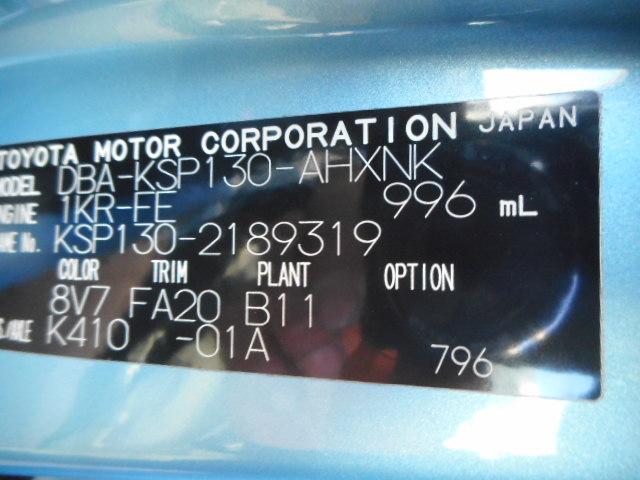 TOYOTA MOTOR CORPORATION JAPAN
MODEL DBA-KSP130-AHXNK
ENGINE 1KR-FE 996 mL
FRAME No. KSP130-2189319
COLOR TRIM PLANT OPTION
8V7 FA20 B11
K410 -01A 796